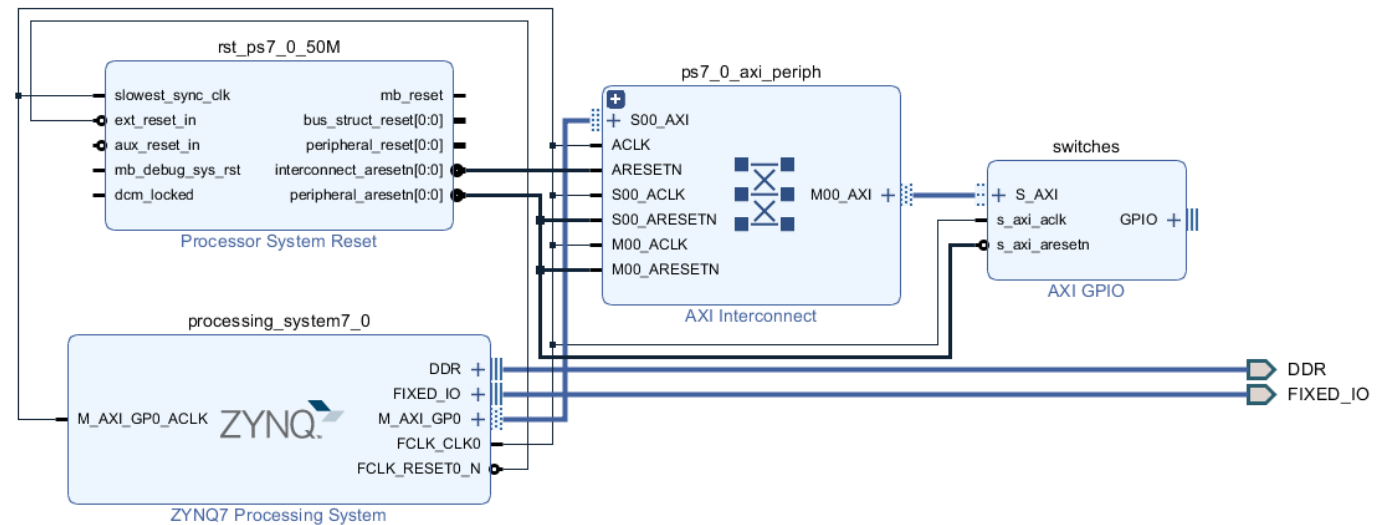 rst_ps7_0_50M
slowest_sync_clk
ext_reset_in
aux_reset_in
mb_debug_sys_rst
dcm_locked
mb_reset
bus_struct_reset[0:0]
peripheral_reset[0:0]
interconnect_aresetn[0:0]
peripheral_aresetn[0:0]
Processor System Reset
ps7_0_axi_periph
S00_AXI
ACLK
ARESETN
S00_ACLK
S00_ARESETN
M00_ACLK
M00_ARESETN
M00_AXI
AXI Interconnect
switches
S_AXI
s_axi_aclk
s_axi_aresetn
GPIO
AXI GPIO
processing_system7_0
M_AXI_GP0_ACLK
ZYNQ
DDR
FIXED_IO
M_AXI_GP0
FCLK_CLK0
FCLK_RESET0_N
ZYNQ7 Processing System
DDR
FIXED_IO